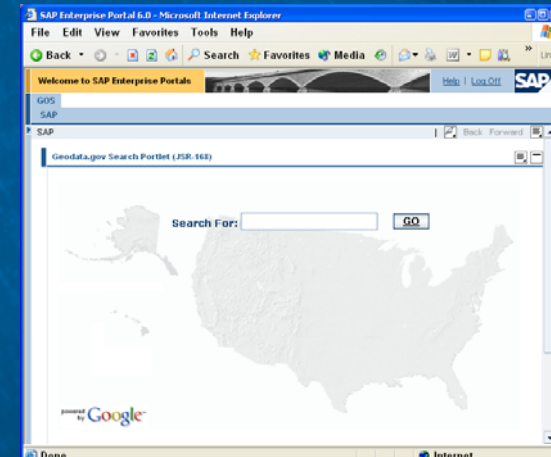 SAP Enterprise Portal 6.0 - Microsoft Internet Explorer
File Edit View Favorites Tools Help
Back Search Favorites Media
Welcome to SAP Enterprise Portals Help | Log Off SAP
GOS
SAP
SAP | Back Forward
Geodata.gov Search Portlet (JSR-168)
Search For: GO
powered by Google
Done Internet